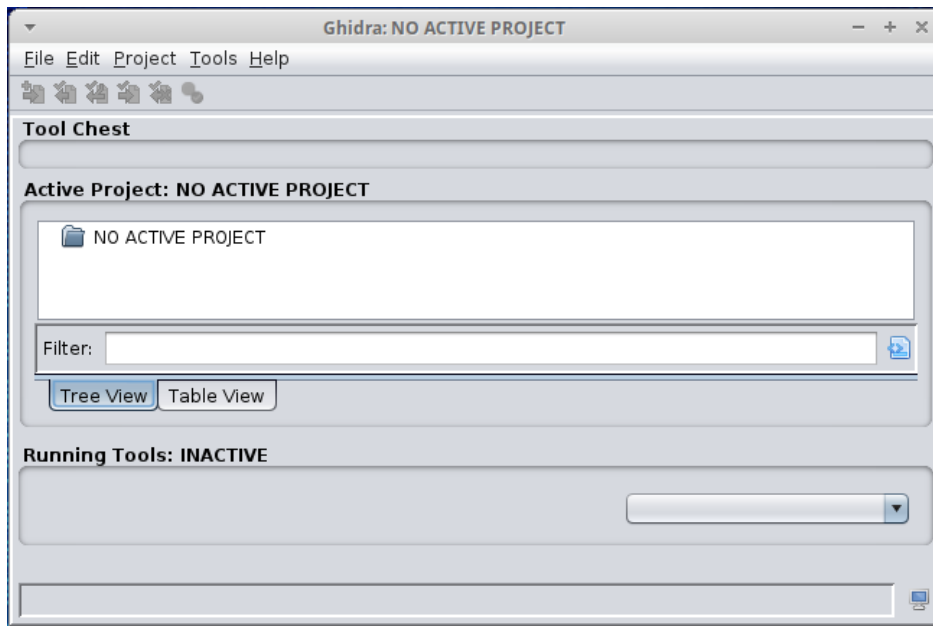 Ghidra: NO ACTIVE PROJECT
File Edit Project Tools Help
Tool Chest
Active Project: NO ACTIVE PROJECT
NO ACTIVE PROJECT
Filter:
Tree View Table View
Running Tools: INACTIVE